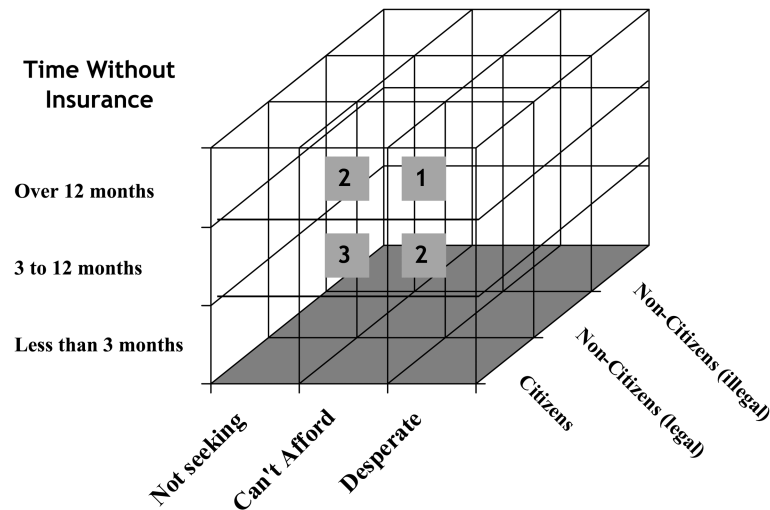 Time Without
Insurance
Over 12 months
2 1
3 to 12 months
3 2
Less than 3 months
Not seeking
Can't Afford
Desperate
Citizens
Non-Citizens (legal)
Non-Citizens (illegal)